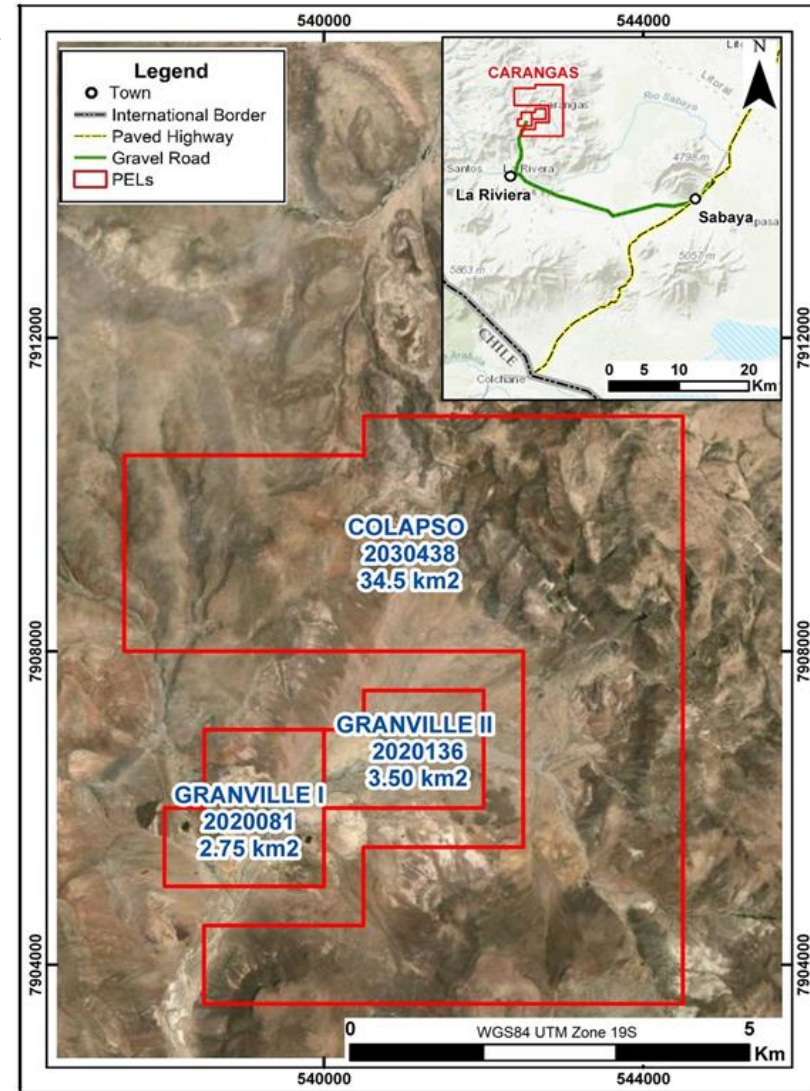 540000
544000
Legend
Town
International Border
Paved Highway
Gravel Road
PELs
N
CARANGAS
Carangas
Litoral
Rio Sabaya
4798 m
Santos
La Rivera
La Riviera
Sabaya
pasa
5863 m
5057 m
CHILE
Colchane
0 5 10 20
Km
7912000
7912000
COLAPSO
2030438
34.5 km2
7908000
7908000
GRANVILLE II
2020136
3.50 km2
GRANVILLE I
2020081
2.75 km2
7904000
7904000
0 WGS84 UTM Zone 19S 5
Km
540000
544000